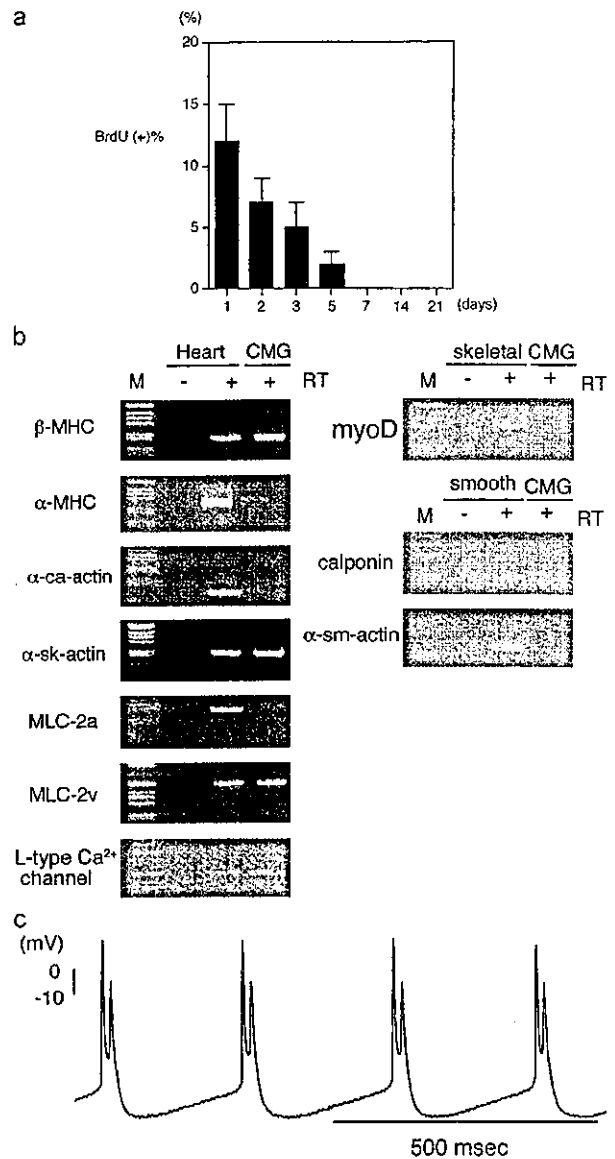 a
(%)
20
15
BrdU (+)%
10
5
0
1 2 3 5 7 14 21 (days)
b
Heart CMG
M - + + RT
β-MHC
α-MHC
α-ca-actin
α-sk-actin
MLC-2a
MLC-2v
L-type Ca²⁺
channel
skeletal CMG
M - + + RT
myoD
smooth CMG
M - + + RT
calponin
α-sm-actin
c
(mV)
0
-10
500 msec